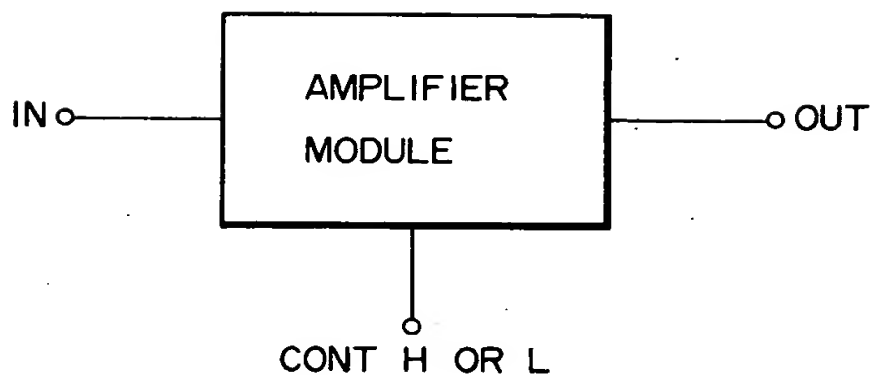 AMPLIFIER
MODULE
IN
OUT
CONT H OR L